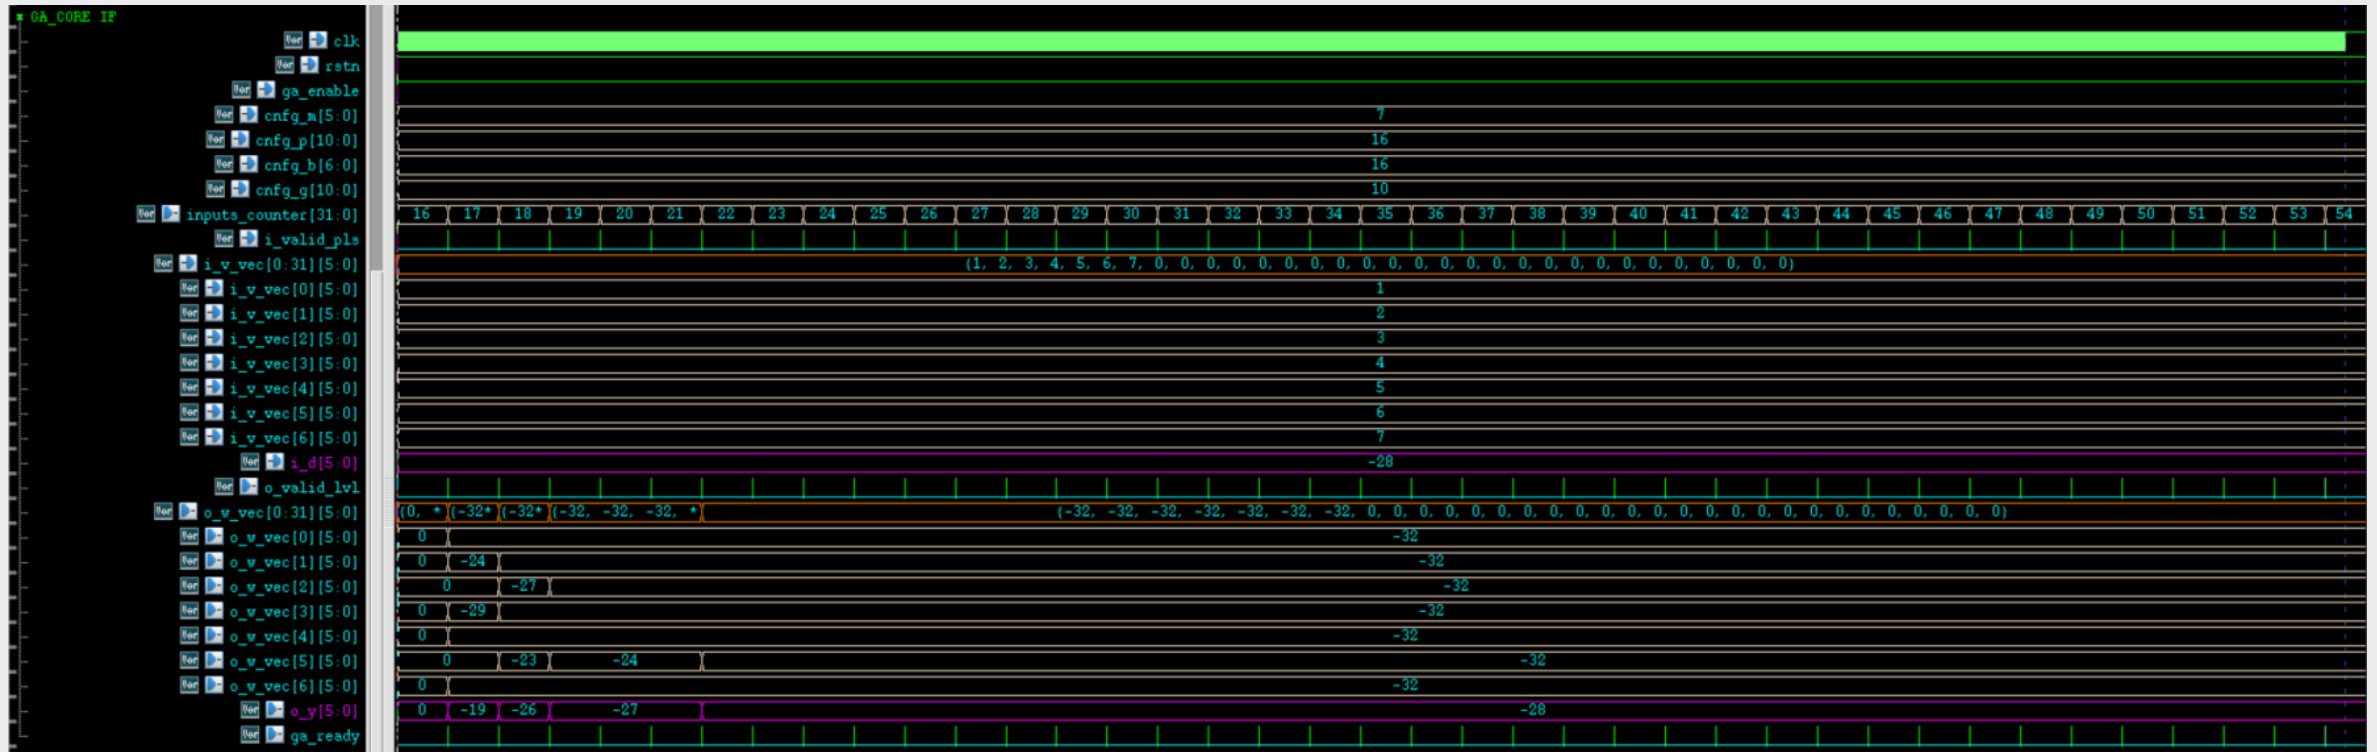 GA_CORE IF
clk
rstn
ga_enable
cnfg_m[5:0] 7
cnfg_p[10:0] 16
cnfg_b[6:0] 16
cnfg_g[10:0] 10
inputs_counter[31:0] 16 17 18 19 20 21 22 23 24 25 26 27 28 29 30 31 32 33 34 35 36 37 38 39 40 41 42 43 44 45 46 47 48 49 50 51 52 53 54
i_valid_pls
i_v_vec[0:31][5:0] {1, 2, 3, 4, 5, 6, 7, 0, 0, 0, 0, 0, 0, 0, 0, 0, 0, 0, 0, 0, 0, 0, 0, 0, 0, 0, 0, 0, 0, 0, 0, 0}
i_v_vec[0][5:0] 1
i_v_vec[1][5:0] 2
i_v_vec[2][5:0] 3
i_v_vec[3][5:0] 4
i_v_vec[4][5:0] 5
i_v_vec[5][5:0] 6
i_v_vec[6][5:0] 7
i_d[5:0] -28
o_valid_lvl
o_w_vec[0:31][5:0] {0, * {-32* {-32* {-32, -32, -32, * {-32, -32, -32, -32, -32, -32, -32, 0, 0, 0, 0, 0, 0, 0, 0, 0, 0, 0, 0, 0, 0, 0, 0, 0, 0, 0, 0, 0, 0, 0, 0, 0}
o_w_vec[0][5:0] 0 -32
o_w_vec[1][5:0] 0 -24 -32
o_w_vec[2][5:0] 0 -27 -32
o_w_vec[3][5:0] 0 -29 -32
o_w_vec[4][5:0] 0 -32
o_w_vec[5][5:0] 0 -23 -24 -32
o_w_vec[6][5:0] 0 -32
o_y[5:0] 0 -19 -26 -27 -28
ga_ready